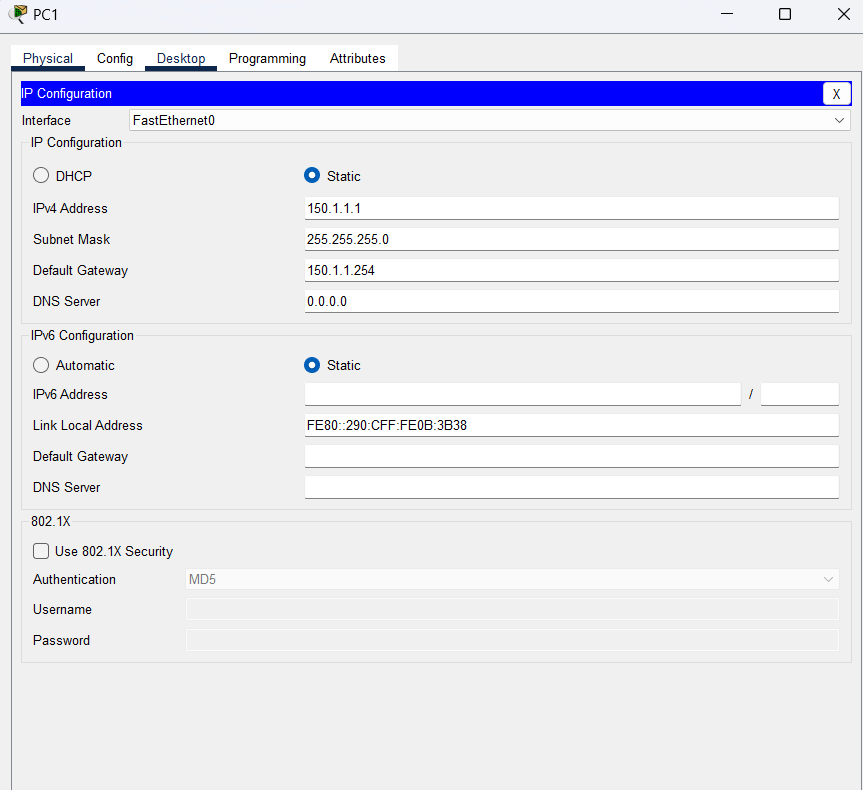 PC1
Physical Config Desktop Programming Attributes
IP Configuration X
Interface FastEthernet0
IP Configuration
DHCP Static
IPv4 Address 150.1.1.1
Subnet Mask 255.255.255.0
Default Gateway 150.1.1.254
DNS Server 0.0.0.0
IPv6 Configuration
Automatic Static
IPv6 Address /
Link Local Address FE80::290:CFF:FE0B:3B38
Default Gateway
DNS Server
802.1X
Use 802.1X Security
Authentication MD5
Username
Password